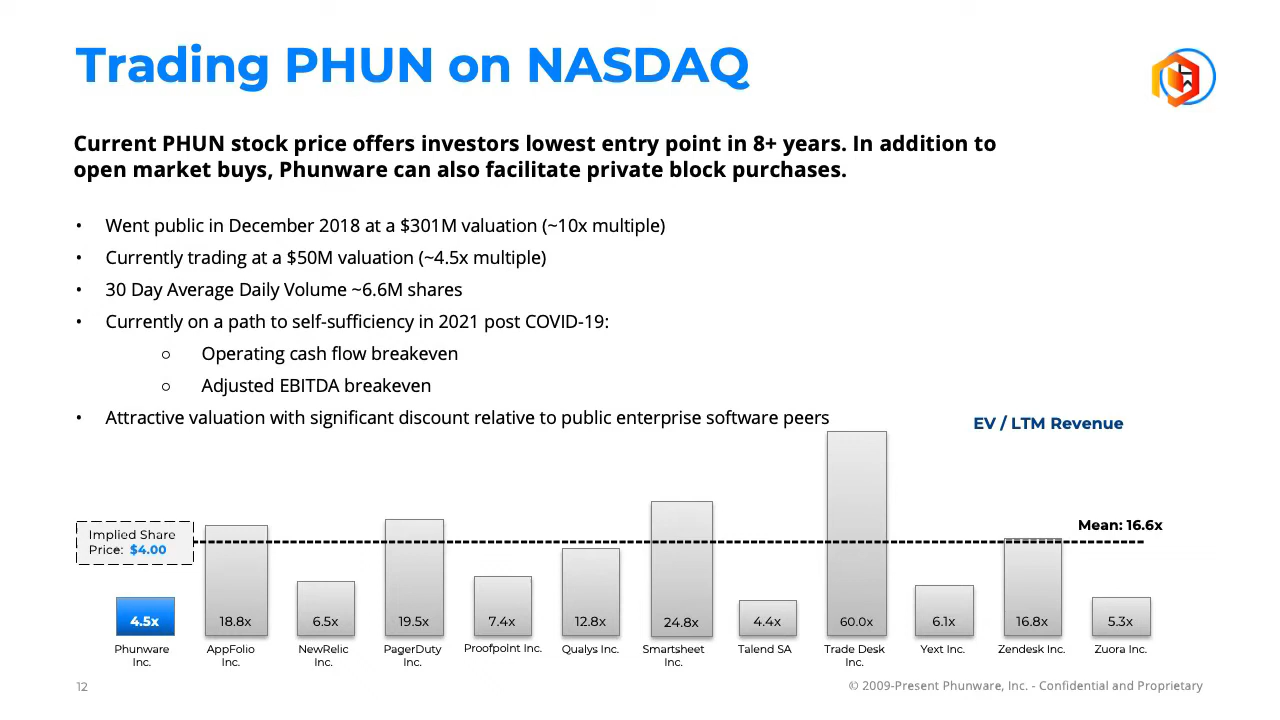 Trading PHUN on NASDAQ
Current PHUN stock price offers investors lowest entry point in 8+ years. In addition to
open market buys, Phunware can also facilitate private block purchases.
• Went public in December 2018 at a $301M valuation (~10x multiple)
• Currently trading at a $50M valuation (~4.5x multiple)
• 30 Day Average Daily Volume ~6.6M shares
• Currently on a path to self-sufficiency in 2021 post COVID-19:
○ Operating cash flow breakeven
○ Adjusted EBITDA breakeven
• Attractive valuation with significant discount relative to public enterprise software peers
EV / LTM Revenue
Mean: 16.6x
Implied Share
Price: $4.00
4.5x 18.8x 6.5x 19.5x 7.4x 12.8x 24.8x 4.4x 60.0x 6.1x 16.8x 5.3x
Phunware
Inc.
AppFolio
Inc.
NewRelic
Inc.
PagerDuty
Inc.
Proofpoint Inc.
Qualys Inc.
Smartsheet
Inc.
Talend SA
Trade Desk
Inc.
Yext Inc.
Zendesk Inc.
Zuora Inc.
12
© 2009-Present Phunware, Inc. - Confidential and Proprietary